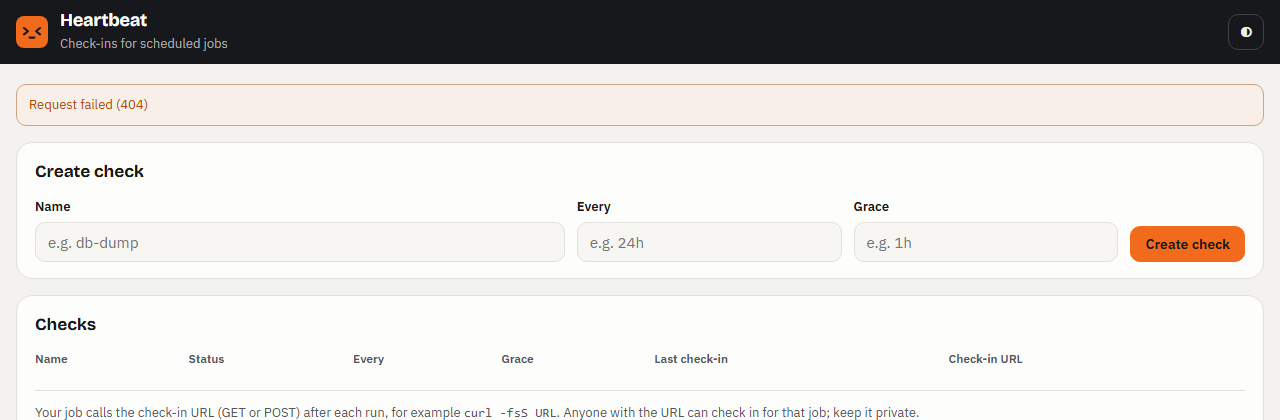 Heartbeat
Check-ins for scheduled jobs
Request failed (404)
Create check
Name Every Grace
e.g. db-dump e.g. 24h e.g. 1h Create check
Checks
Name Status Every Grace Last check-in Check-in URL
Your job calls the check-in URL (GET or POST) after each run, for example curl -fsS URL. Anyone with the URL can check in for that job; keep it private.